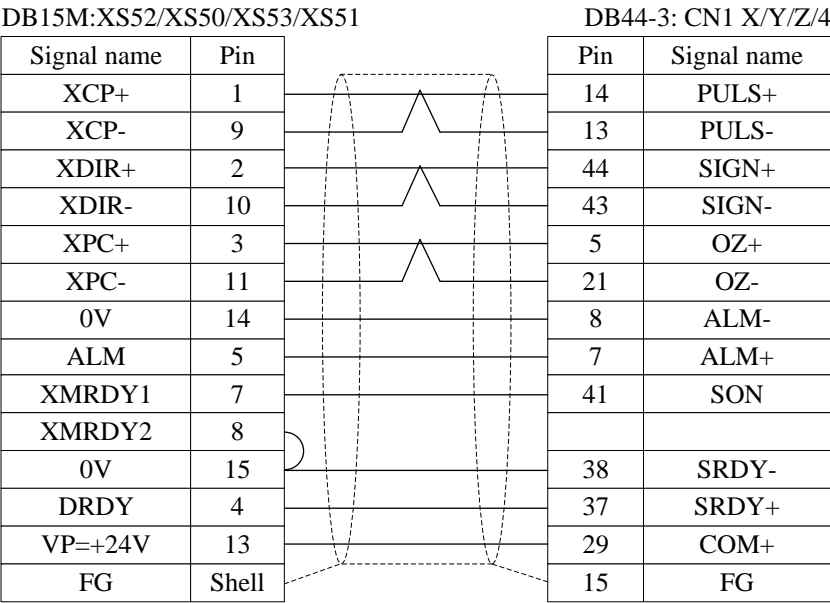 DB15M:XS52/XS50/XS53/XS51 DB44-3: CN1 X/Y/Z/4
Signal name Pin Pin Signal name
XCP+ 1 14 PULS+
XCP- 9 13 PULS-
XDIR+ 2 44 SIGN+
XDIR- 10 43 SIGN-
XPC+ 3 5 OZ+
XPC- 11 21 OZ-
0V 14 8 ALM-
ALM 5 7 ALM+
XMRDY1 7 41 SON
XMRDY2 8
0V 15 38 SRDY-
DRDY 4 37 SRDY+
VP=+24V 13 29 COM+
FG Shell 15 FG